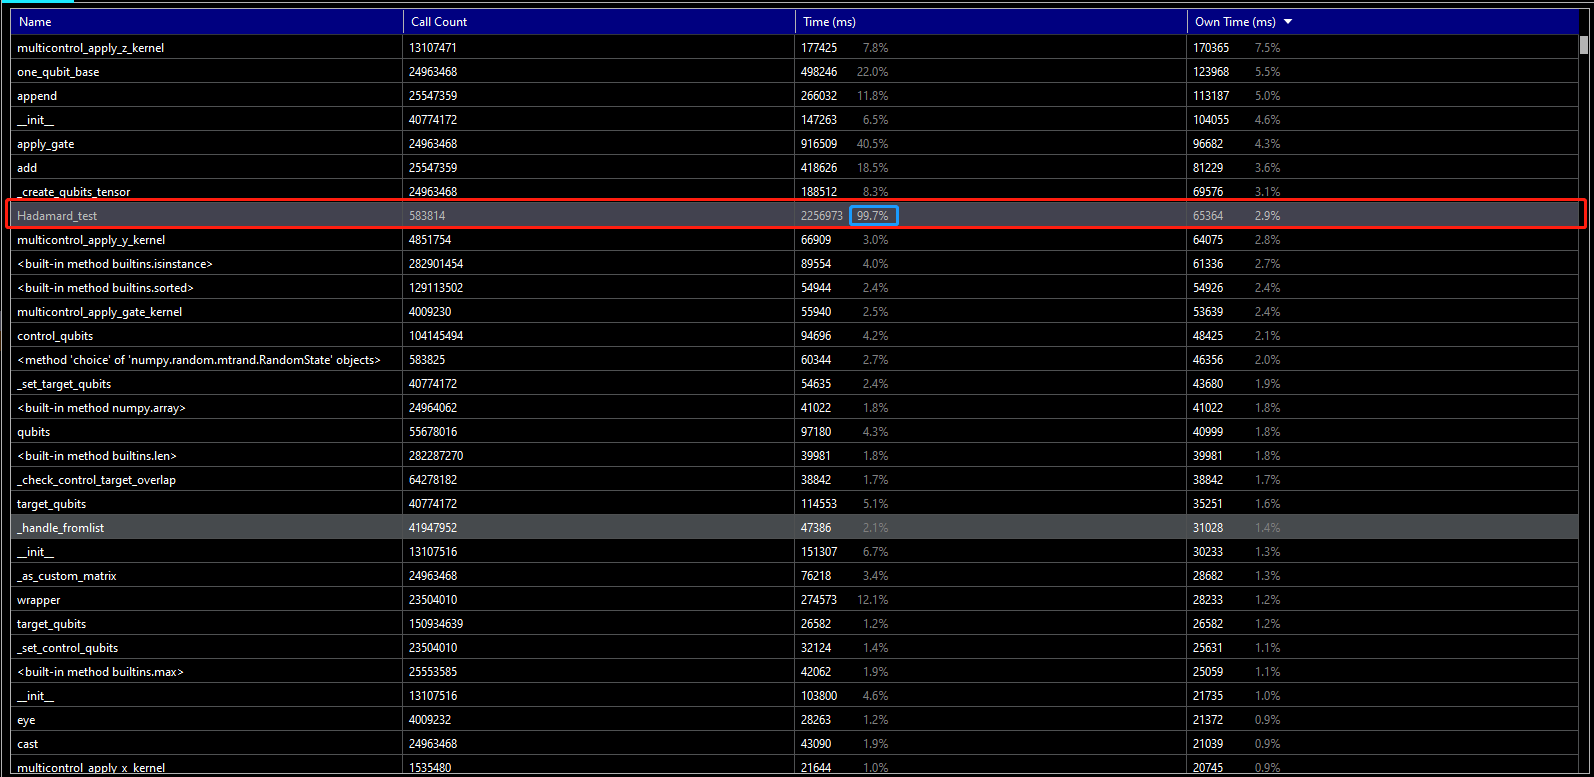 Name Call Count Time (ms) Own Time (ms)
multicontrol_apply_z_kernel 13107471 177425 7.8% 170365 7.5%
one_qubit_base 24963468 498246 22.0% 123968 5.5%
append 25547359 266032 11.8% 113187 5.0%
__init__ 40774172 147263 6.5% 104055 4.6%
apply_gate 24963468 916509 40.5% 96682 4.3%
add 25547359 418626 18.5% 81229 3.6%
_create_qubits_tensor 24963468 188512 8.3% 69576 3.1%
Hadamard_test 583814 2256973 99.7% 65364 2.9%
multicontrol_apply_y_kernel 4851754 66909 3.0% 64075 2.8%
<built-in method builtins.isinstance> 282901454 89554 4.0% 61336 2.7%
<built-in method builtins.sorted> 129113502 54944 2.4% 54926 2.4%
multicontrol_apply_gate_kernel 4009230 55940 2.5% 53639 2.4%
control_qubits 104145494 94696 4.2% 48425 2.1%
<method 'choice' of 'numpy.random.mtrand.RandomState' objects> 583825 60344 2.7% 46356 2.0%
_set_target_qubits 40774172 54635 2.4% 43680 1.9%
<built-in method numpy.array> 24964062 41022 1.8% 41022 1.8%
qubits 55678016 97180 4.3% 40999 1.8%
<built-in method builtins.len> 282287270 39981 1.8% 39981 1.8%
_check_control_target_overlap 64278182 38842 1.7% 38842 1.7%
target_qubits 40774172 114553 5.1% 35251 1.6%
_handle_fromlist 41947952 47386 2.1% 31028 1.4%
__init__ 13107516 151307 6.7% 30233 1.3%
_as_custom_matrix 24963468 76218 3.4% 28682 1.3%
wrapper 23504010 274573 12.1% 28233 1.2%
target_qubits 150934639 26582 1.2% 26582 1.2%
_set_control_qubits 23504010 32124 1.4% 25631 1.1%
<built-in method builtins.max> 25553585 42062 1.9% 25059 1.1%
__init__ 13107516 103800 4.6% 21735 1.0%
eye 4009232 28263 1.2% 21372 0.9%
cast 24963468 43090 1.9% 21039 0.9%
multicontrol_apply_x_kernel 1535480 21644 1.0% 20745 0.9%